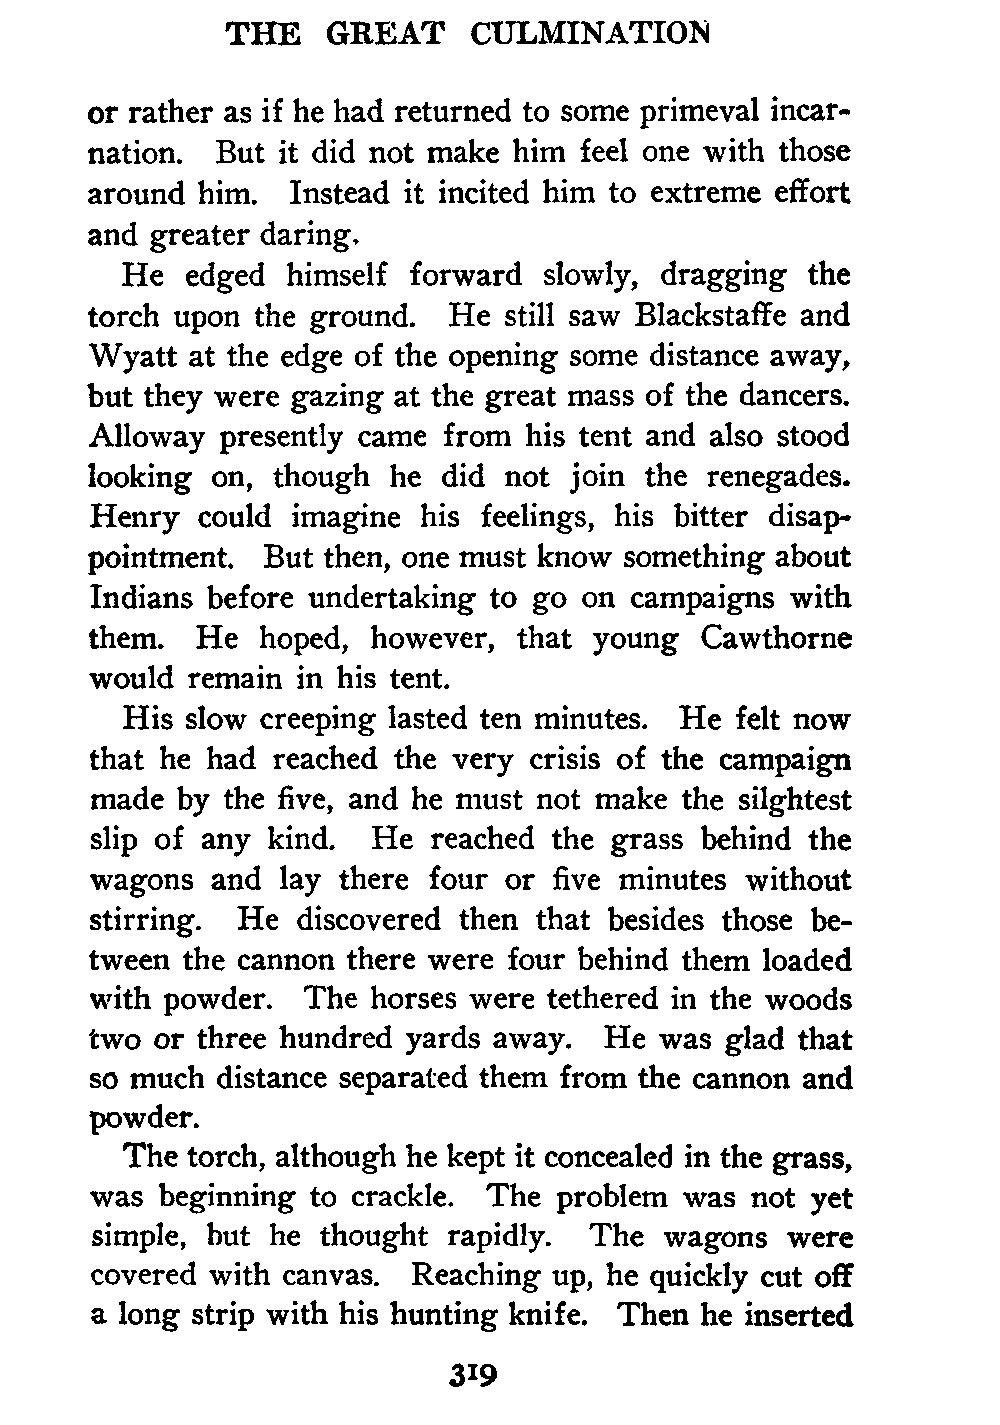 THE GREAT CULMINATION
or rather as if he had returned to some primeval incar-
nation. But it did not make him feel one with those
around him. Instead it incited him to extreme effort
and greater daring.
He edged himself forward slowly, dragging the
torch upon the ground. He still saw Blackstaffe and
Wyatt at the edge of the opening some distance away,
but they were gazing at the great mass of the dancers.
Alloway presently came from his tent and also stood
looking on, though he did not join the renegades.
Henry could imagine his feelings, his bitter disap-
pointment. But then, one must know something about
Indians before undertaking to go on campaigns with
them. He hoped, however, that young Cawthorne
would remain in his tent.
His slow creeping lasted ten minutes. He felt now
that he had reached the very crisis of the campaign
made by the five, and he must not make the silghtest
slip of any kind. He reached the grass behind the
wagons and lay there four or five minutes without
stirring. He discovered then that besides those be-
tween the cannon there were four behind them loaded
with powder. The horses were tethered in the woods
two or three hundred yards away. He was glad that
so much distance separated them from the cannon and
powder.
The torch, although he kept it concealed in the grass,
was beginning to crackle. The problem was not yet
simple, but he thought rapidly. The wagons were
covered with canvas. Reaching up, he quickly cut off
a long strip with his hunting knife. Then he inserted
319